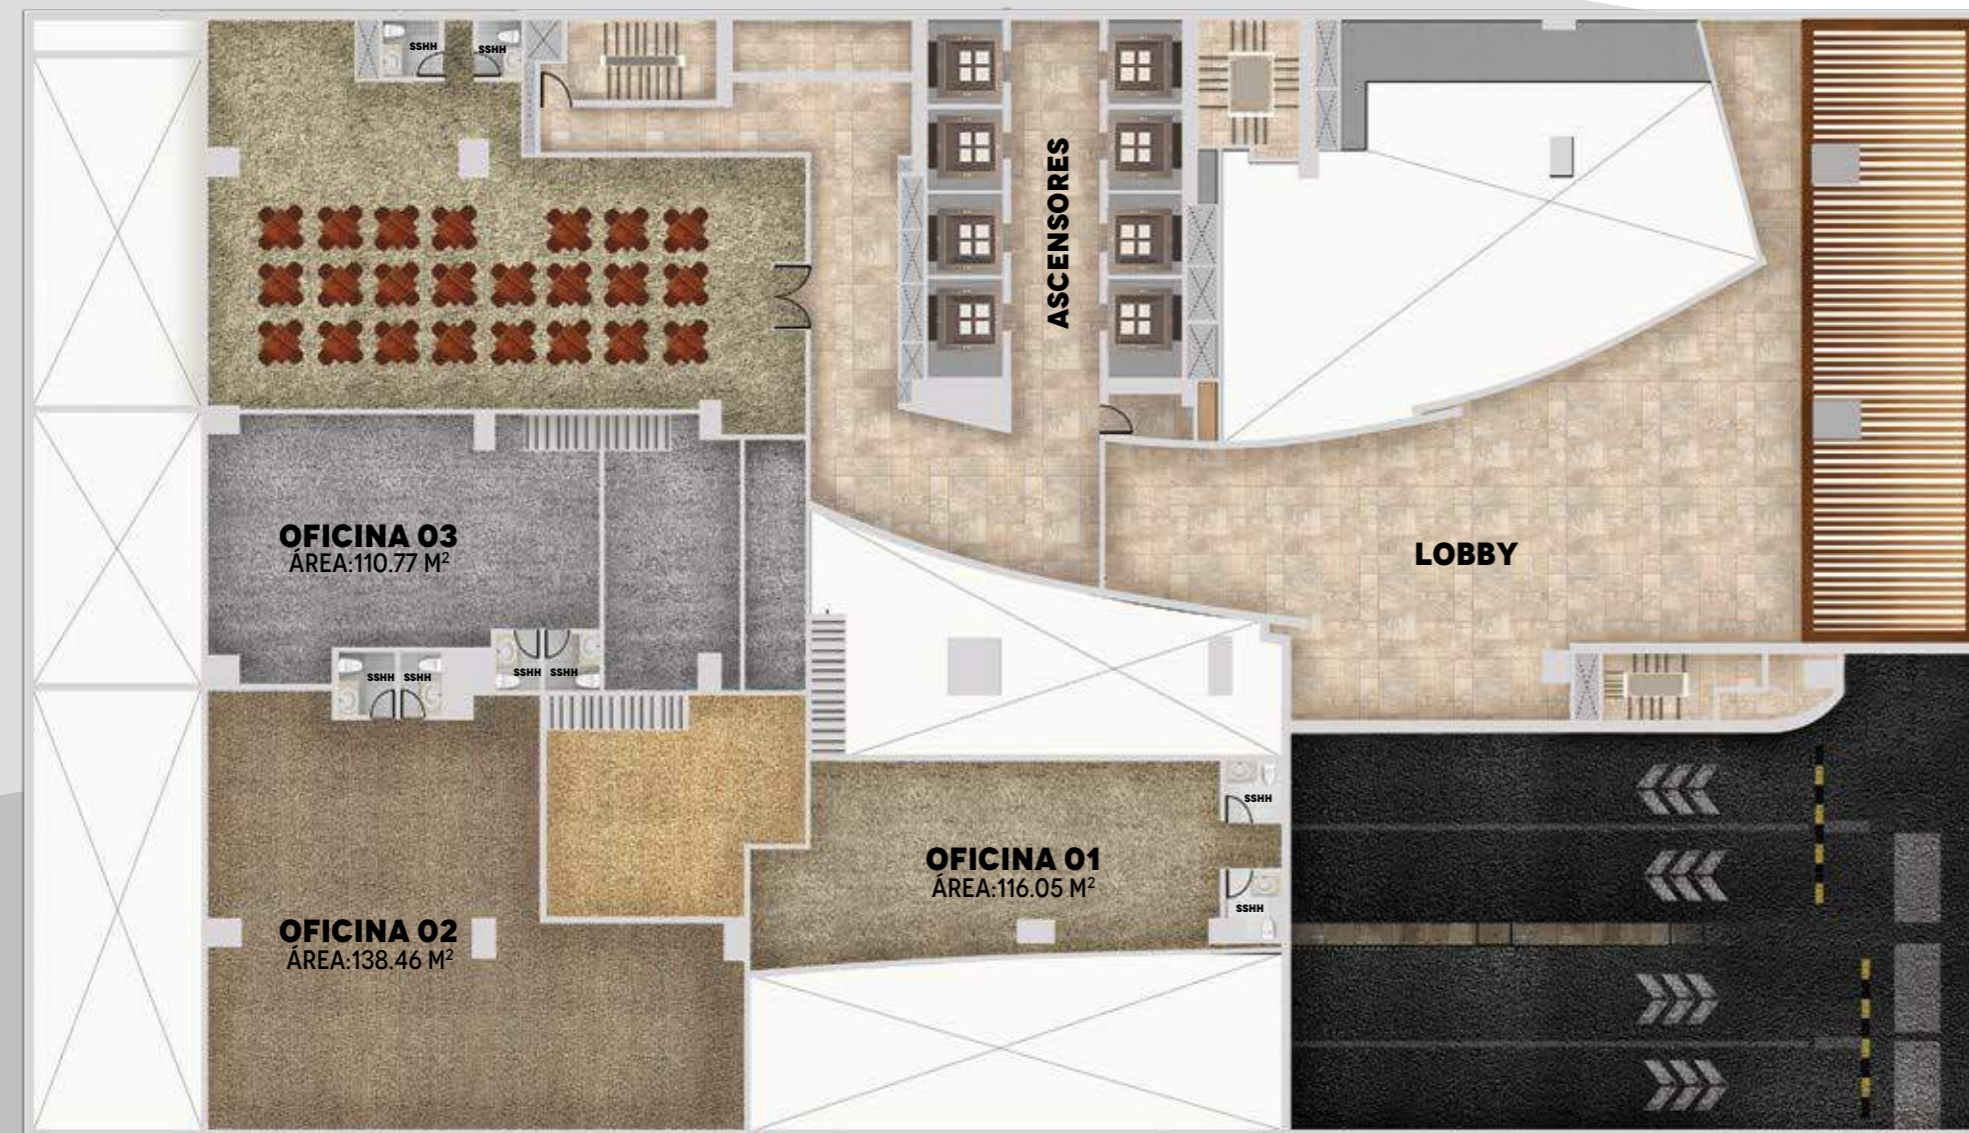 SSHH
SSHH
ASCENSORES
OFICINA 03
ÁREA:110.77 M²
LOBBY
SSHH
SSHH
SSHH
SSHH
SSHH
OFICINA 01
ÁREA:116.05 M²
SSHH
OFICINA 02
ÁREA:138.46 M²